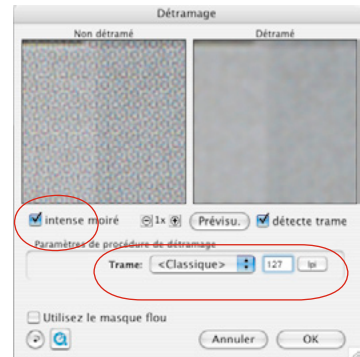 Détramage
Non détramé Détramé
intense moiré 1x Prévisu. détecte trame
Paramètres de procédure de détramage
Trame: <Classique> 127 lpi
Utilisez le masque flou
Annuler OK